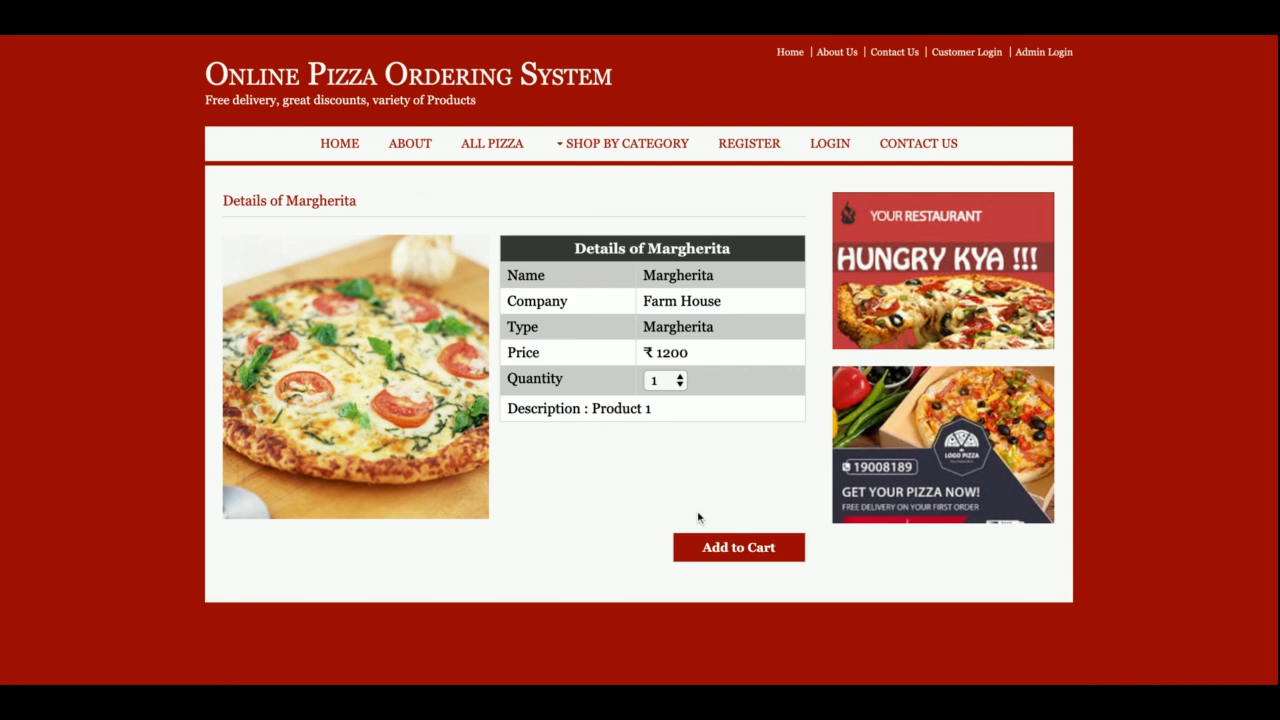 Home | About Us | Contact Us | Customer Login | Admin Login
Online Pizza Ordering System
Free delivery, great discounts, variety of Products
HOME ABOUT ALL PIZZA SHOP BY CATEGORY REGISTER LOGIN CONTACT US
Details of Margherita
Details of Margherita
Name Margherita
Company Farm House
Type Margherita
Price ₹ 1200
Quantity 1
Description : Product 1
Add to Cart
YOUR RESTAURANT
HUNGRY KYA !!!
LOGO PIZZA
19008189
GET YOUR PIZZA NOW!
FREE DELIVERY ON YOUR FIRST ORDER